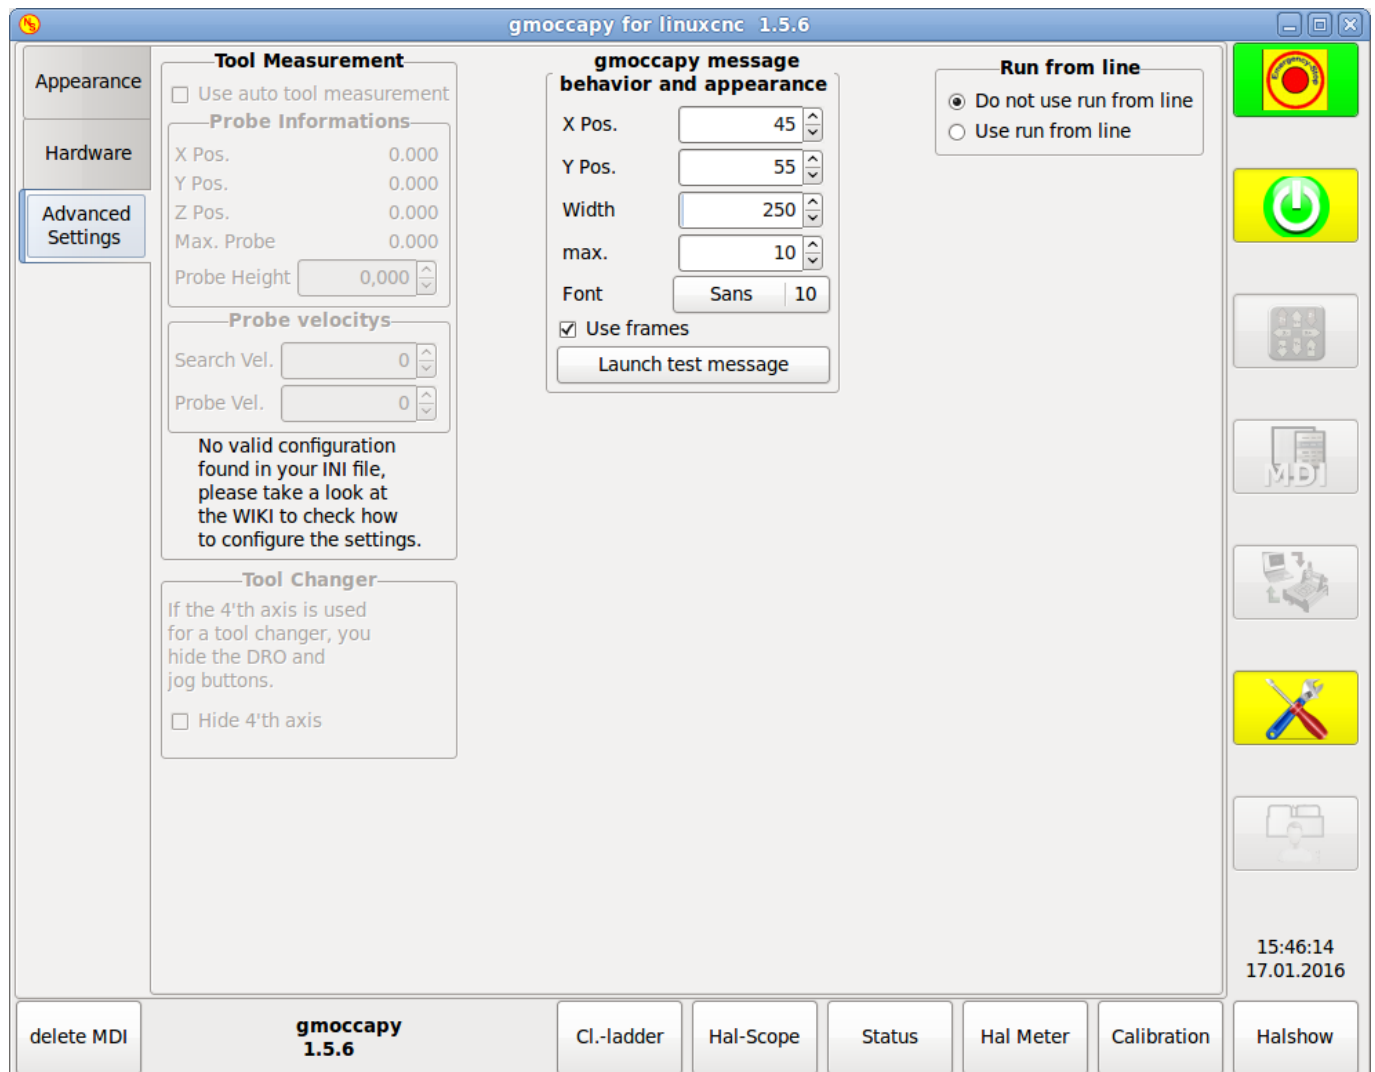 gmoccapy for linuxcnc 1.5.6
Appearance
Hardware
Advanced
Settings
Tool Measurement
Use auto tool measurement
Probe Informations
X Pos. 0.000
Y Pos. 0.000
Z Pos. 0.000
Max. Probe 0.000
Probe Height 0,000
Probe velocitys
Search Vel. 0
Probe Vel. 0
No valid configuration
found in your INI file,
please take a look at
the WIKI to check how
to configure the settings.
Tool Changer
If the 4'th axis is used
for a tool changer, you
hide the DRO and
jog buttons.
Hide 4'th axis
gmoccapy message
behavior and appearance
X Pos. 45
Y Pos. 55
Width 250
max. 10
Font Sans 10
Use frames
Launch test message
Run from line
Do not use run from line
Use run from line
Emergency-Stop
MDI
15:46:14
17.01.2016
delete MDI
gmoccapy
1.5.6
Cl.-ladder
Hal-Scope
Status
Hal Meter
Calibration
Halshow